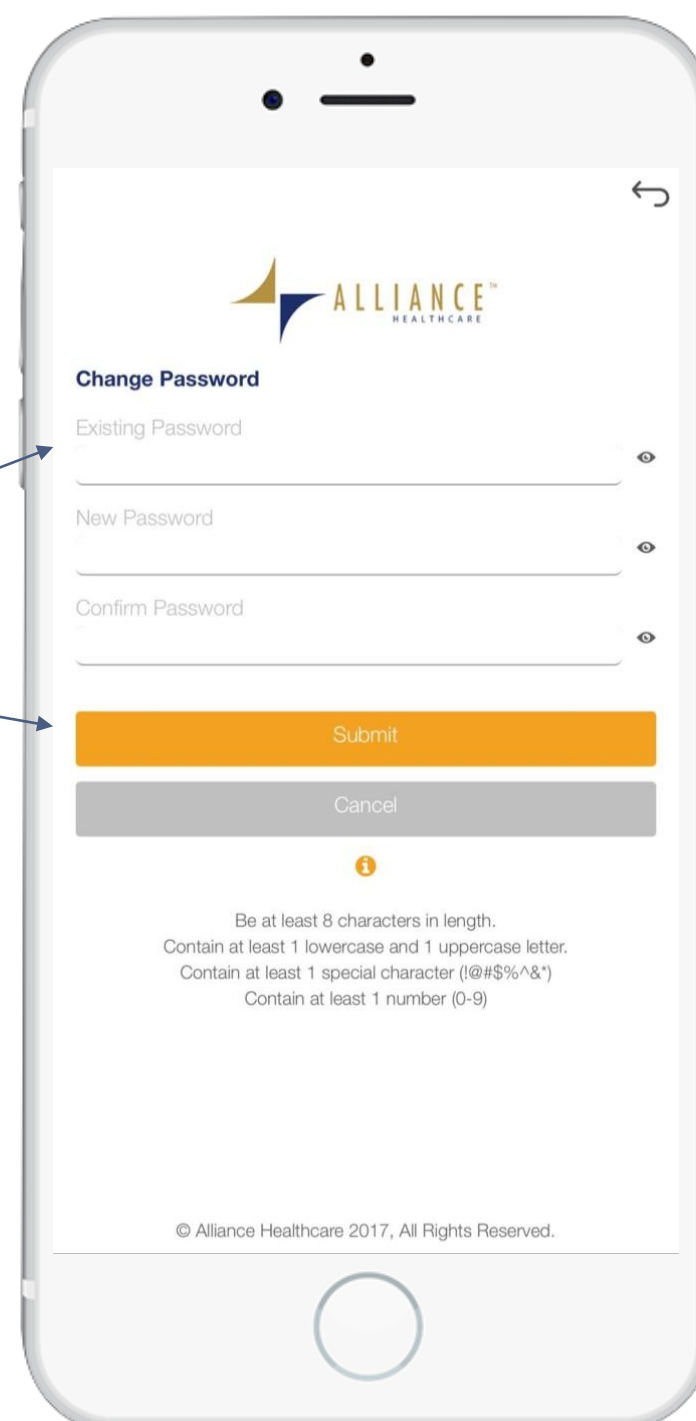 ALLIANCE™
HEALTHCARE
Change Password
Existing Password
New Password
Confirm Password
Submit
Cancel
Be at least 8 characters in length.
Contain at least 1 lowercase and 1 uppercase letter.
Contain at least 1 special character (!@#$%^&*)
Contain at least 1 number (0-9)
© Alliance Healthcare 2017, All Rights Reserved.